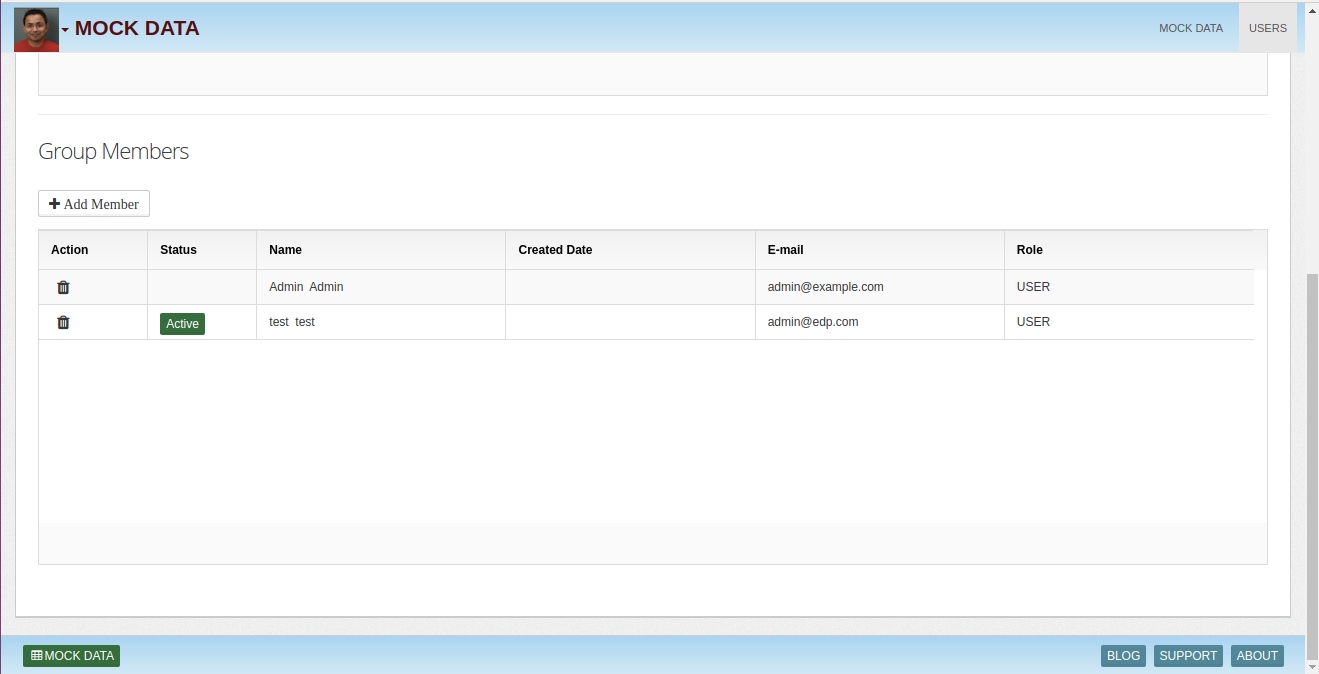 MOCK DATA MOCK DATA USERS
Group Members
Add Member
Action Status Name Created Date E-mail Role
Admin Admin admin@example.com USER
Active test test admin@edp.com USER
MOCK DATA BLOG SUPPORT ABOUT